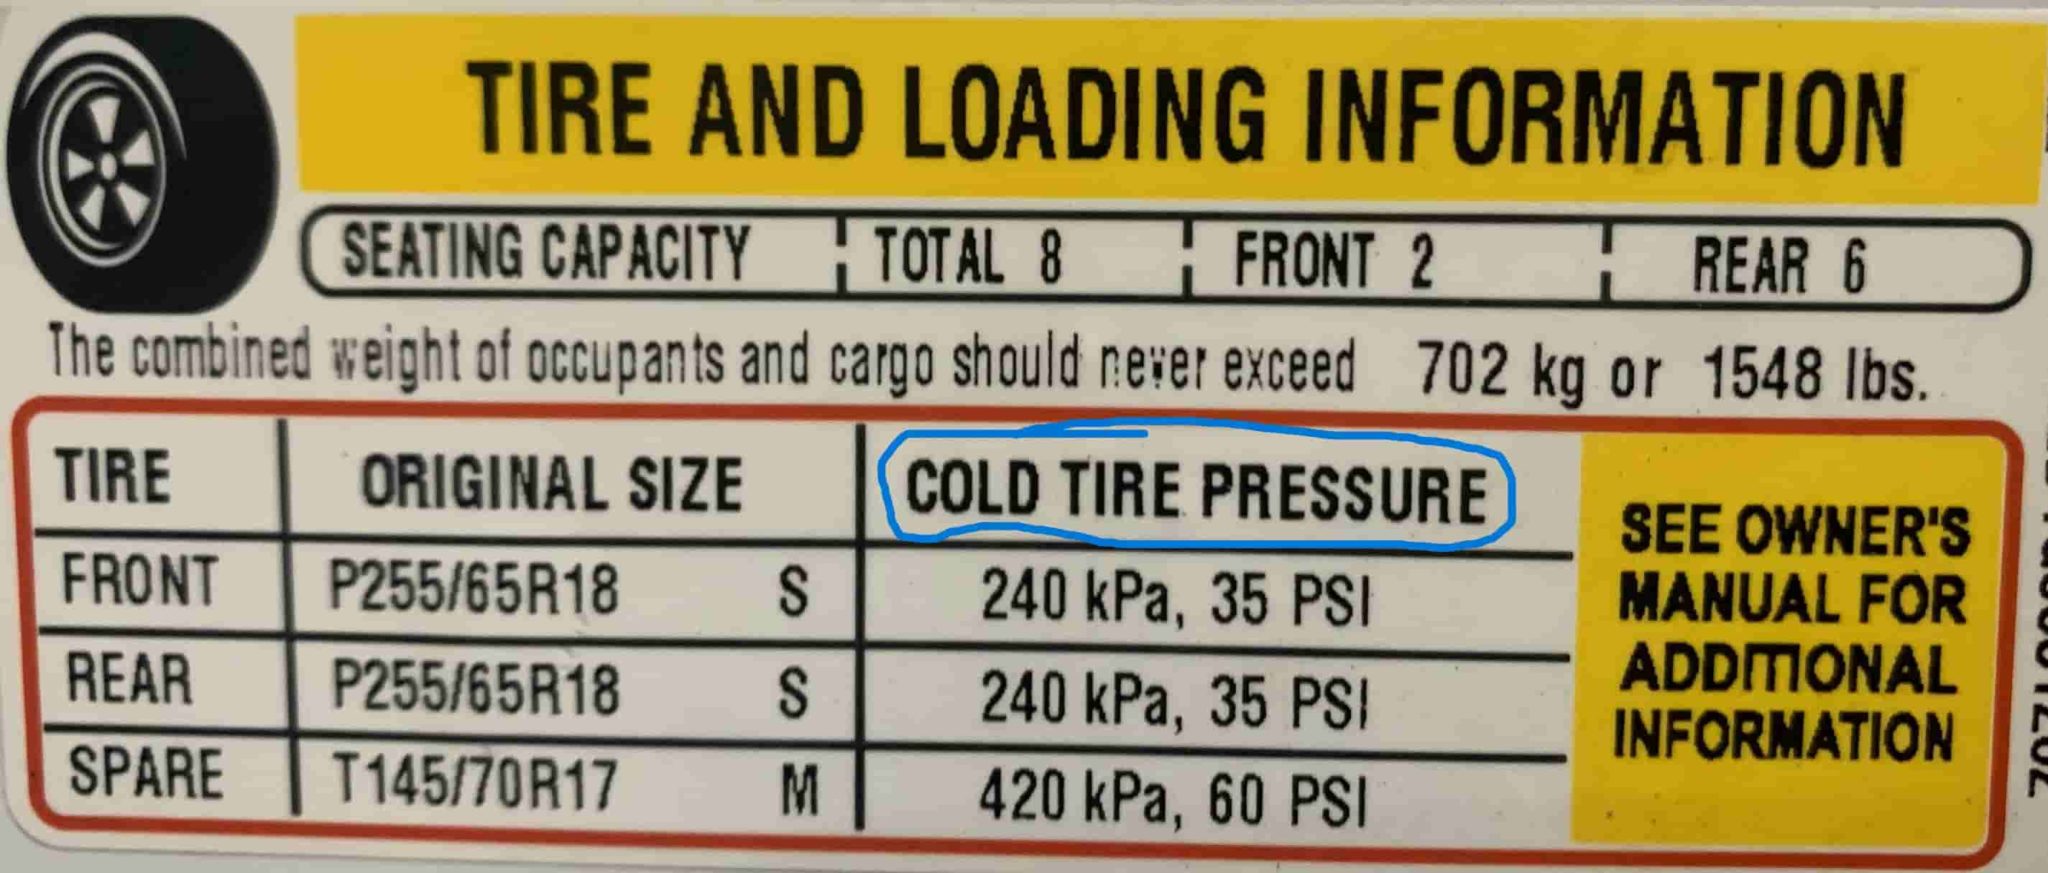 TIRE AND LOADING INFORMATION
SEATING CAPACITY TOTAL 8 FRONT 2 REAR 6
The combined weight of occupants and cargo should never exceed 702 kg or 1548 lbs.
TIRE ORIGINAL SIZE COLD TIRE PRESSURE
FRONT P255/65R18 S 240 kPa, 35 PSI
REAR P255/65R18 S 240 kPa, 35 PSI
SPARE T145/70R17 M 420 kPa, 60 PSI
SEE OWNER'S
MANUAL FOR
ADDITIONAL
INFORMATION